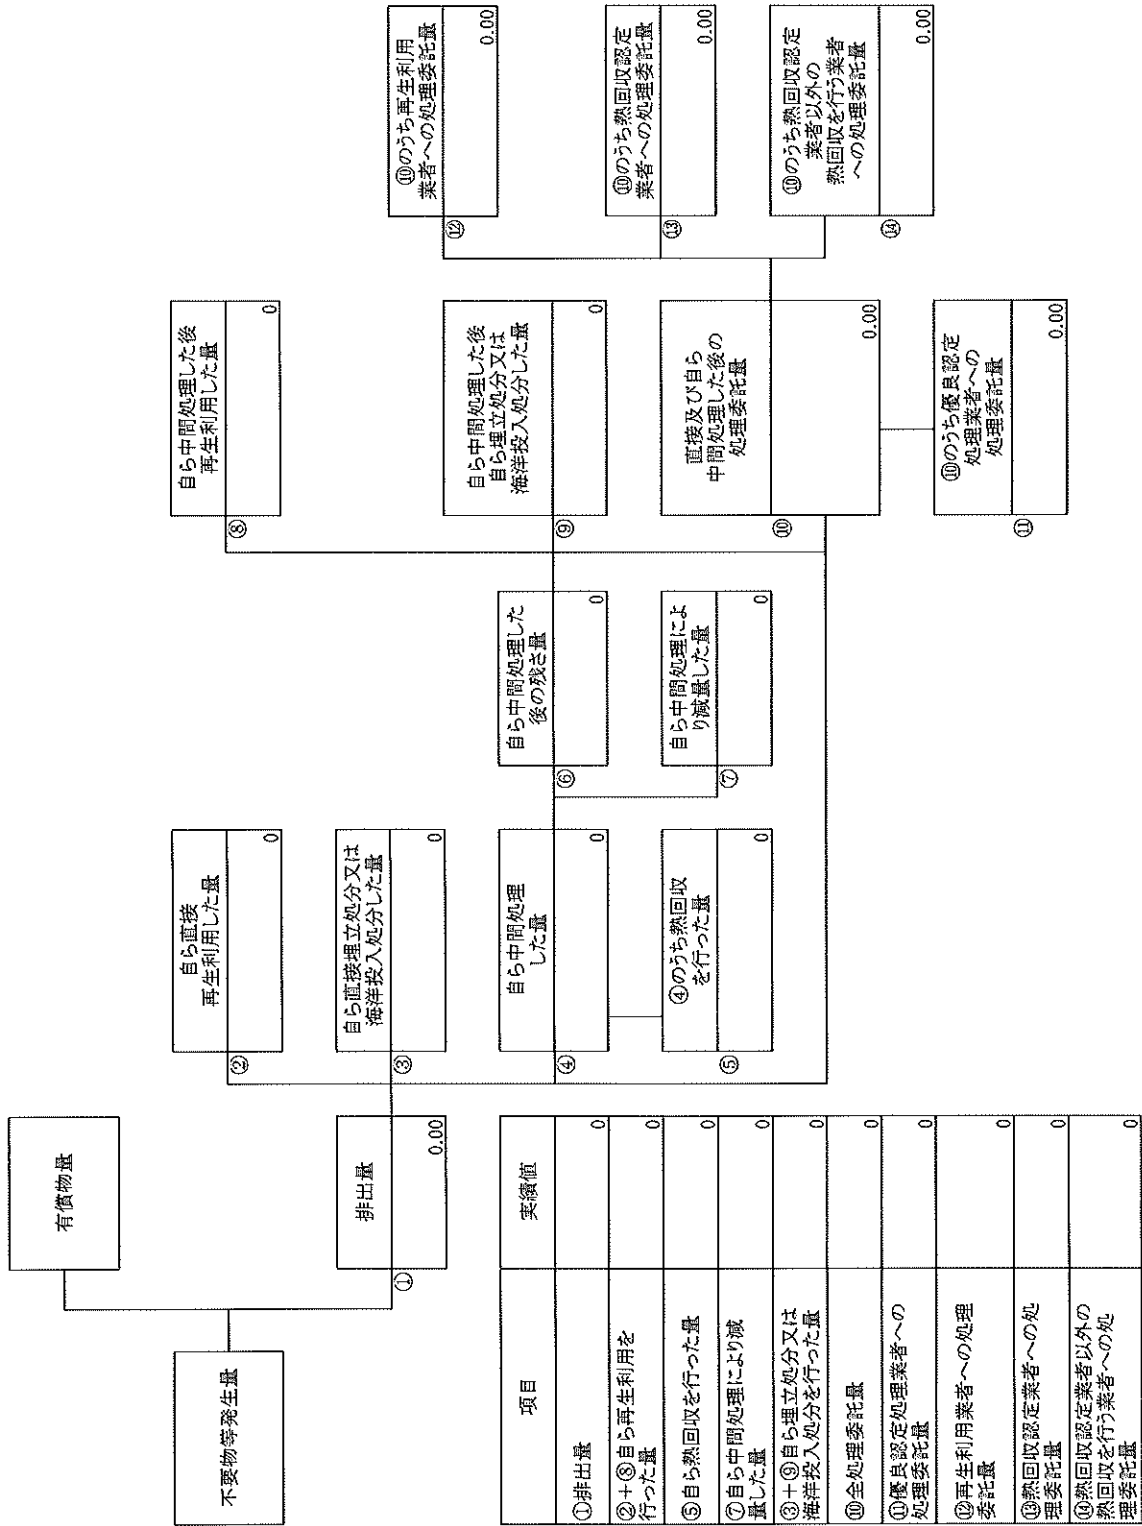 不要物等発生量
有償物量
排出量
①
0.00
自ら直接
再生利用した量
②
0
自ら直接埋立処分又は
海洋投入処分した量
③
0
自ら中間処理
した量
④
0
④のうち熱回収
を行った量
⑤
0
自ら中間処理した
後の残さ量
⑥
0
自ら中間処理によ
り減量した量
⑦
0
自ら中間処理した後
再生利用した量
⑧
0
自ら中間処理した後
自ら埋立処分又は
海洋投入処分した量
⑨
0
直接及び自ら
中間処理した後の
処理委託量
⑩
0.00
⑩のうち優良認定
処理業者への
処理委託量
⑪
0.00
⑩のうち再生利用
業者への処理委託量
⑫
0.00
⑩のうち熱回収認定
業者への処理委託量
⑬
0.00
⑩のうち熱回収認定
業者以外の
熱回収を行う業者
への処理委託量
⑭
0.00
項目 実績値
①排出量 0
②+⑧自ら再生利用を
行った量 0
⑤自ら熱回収を行った量 0
⑦自ら中間処理により減
量した量 0
③+⑨自ら埋立処分又は
海洋投入処分を行った量 0
⑩全処理委託量 0
⑪優良認定処理業者への
処理委託量 0
⑫再生利用業者への処理
委託量 0
⑬熱回収認定業者への処
理委託量 0
⑭熱回収認定業者以外の
熱回収を行う業者への処
理委託量 0